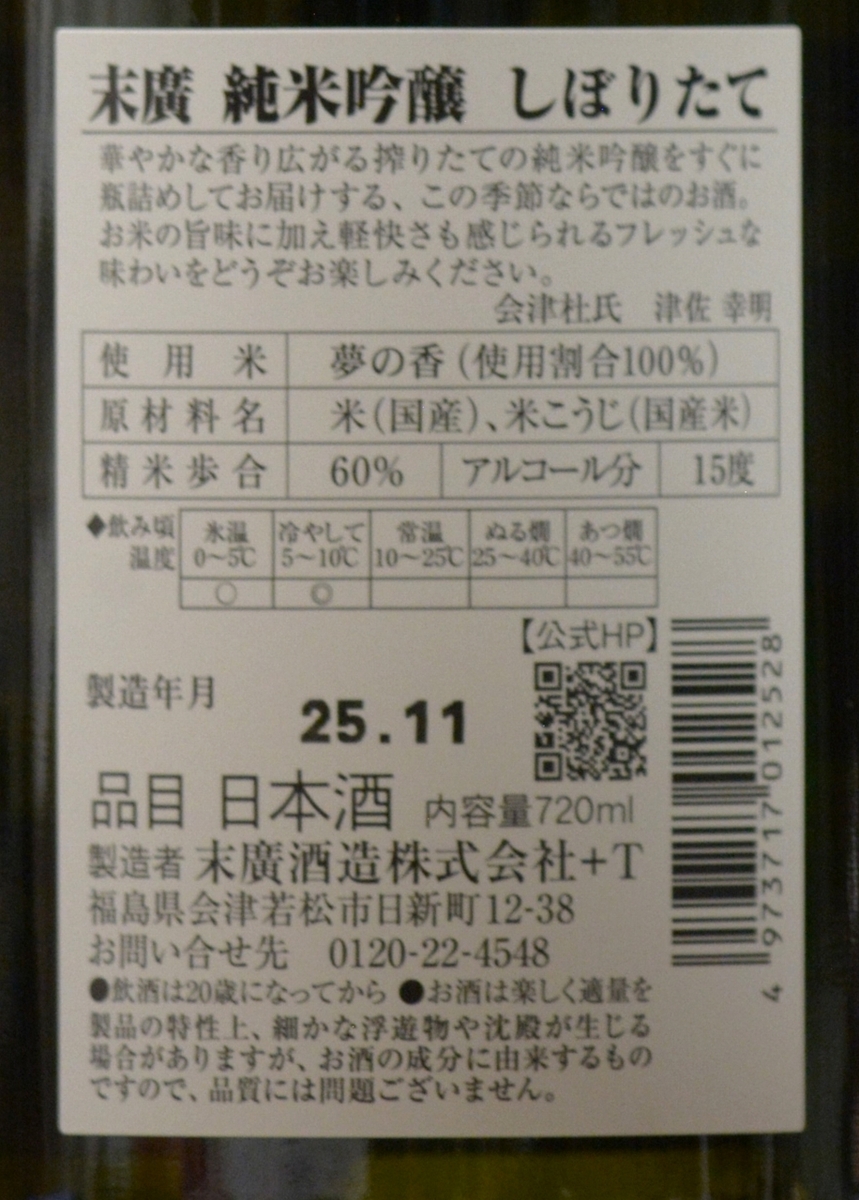 末廣 純米吟醸 しぼりたて
華やかな香り広がる搾りたての純米吟醸をすぐに
瓶詰めしてお届けする、この季節ならではのお酒。
お米の旨味に加え軽快さも感じられるフレッシュな
味わいをどうぞお楽しみください。
会津杜氏 津佐 幸明
使用米 夢の香(使用割合100%)
原材料名 米(国産)、米こうじ(国産米)
精米歩合 60% アルコール分 15度
◆飲み頃温度 氷温 0〜5℃ 冷やして 5〜10℃ 常温 10〜25℃ ぬる燗 25〜40℃ あつ燗 40〜55℃
○ ◎
【公式HP】
製造年月 25.11
品目 日本酒 内容量720ml
製造者 末廣酒造株式会社+T
福島県会津若松市日新町12-38
お問い合せ先 0120-22-4548
●飲酒は20歳になってから ●お酒は楽しく適量を
製品の特性上、細かな浮遊物や沈殿が生じる
場合がありますが、お酒の成分に由来するもの
ですので、品質には問題ございません。
4 973717 012528